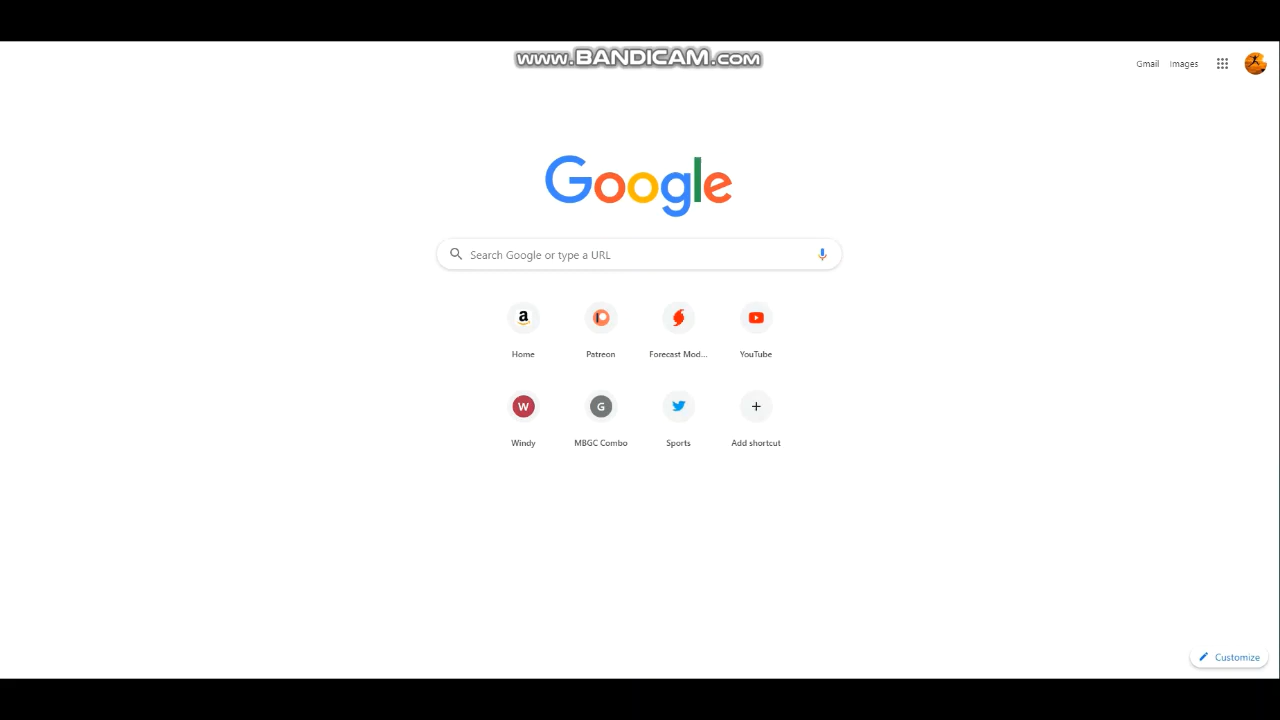 www.BANDICAM.com
Gmail Images
Google
Search Google or type a URL
a
Home Patreon Forecast Mod... YouTube
W G
Windy MBGC Combo Sports Add shortcut
Customize